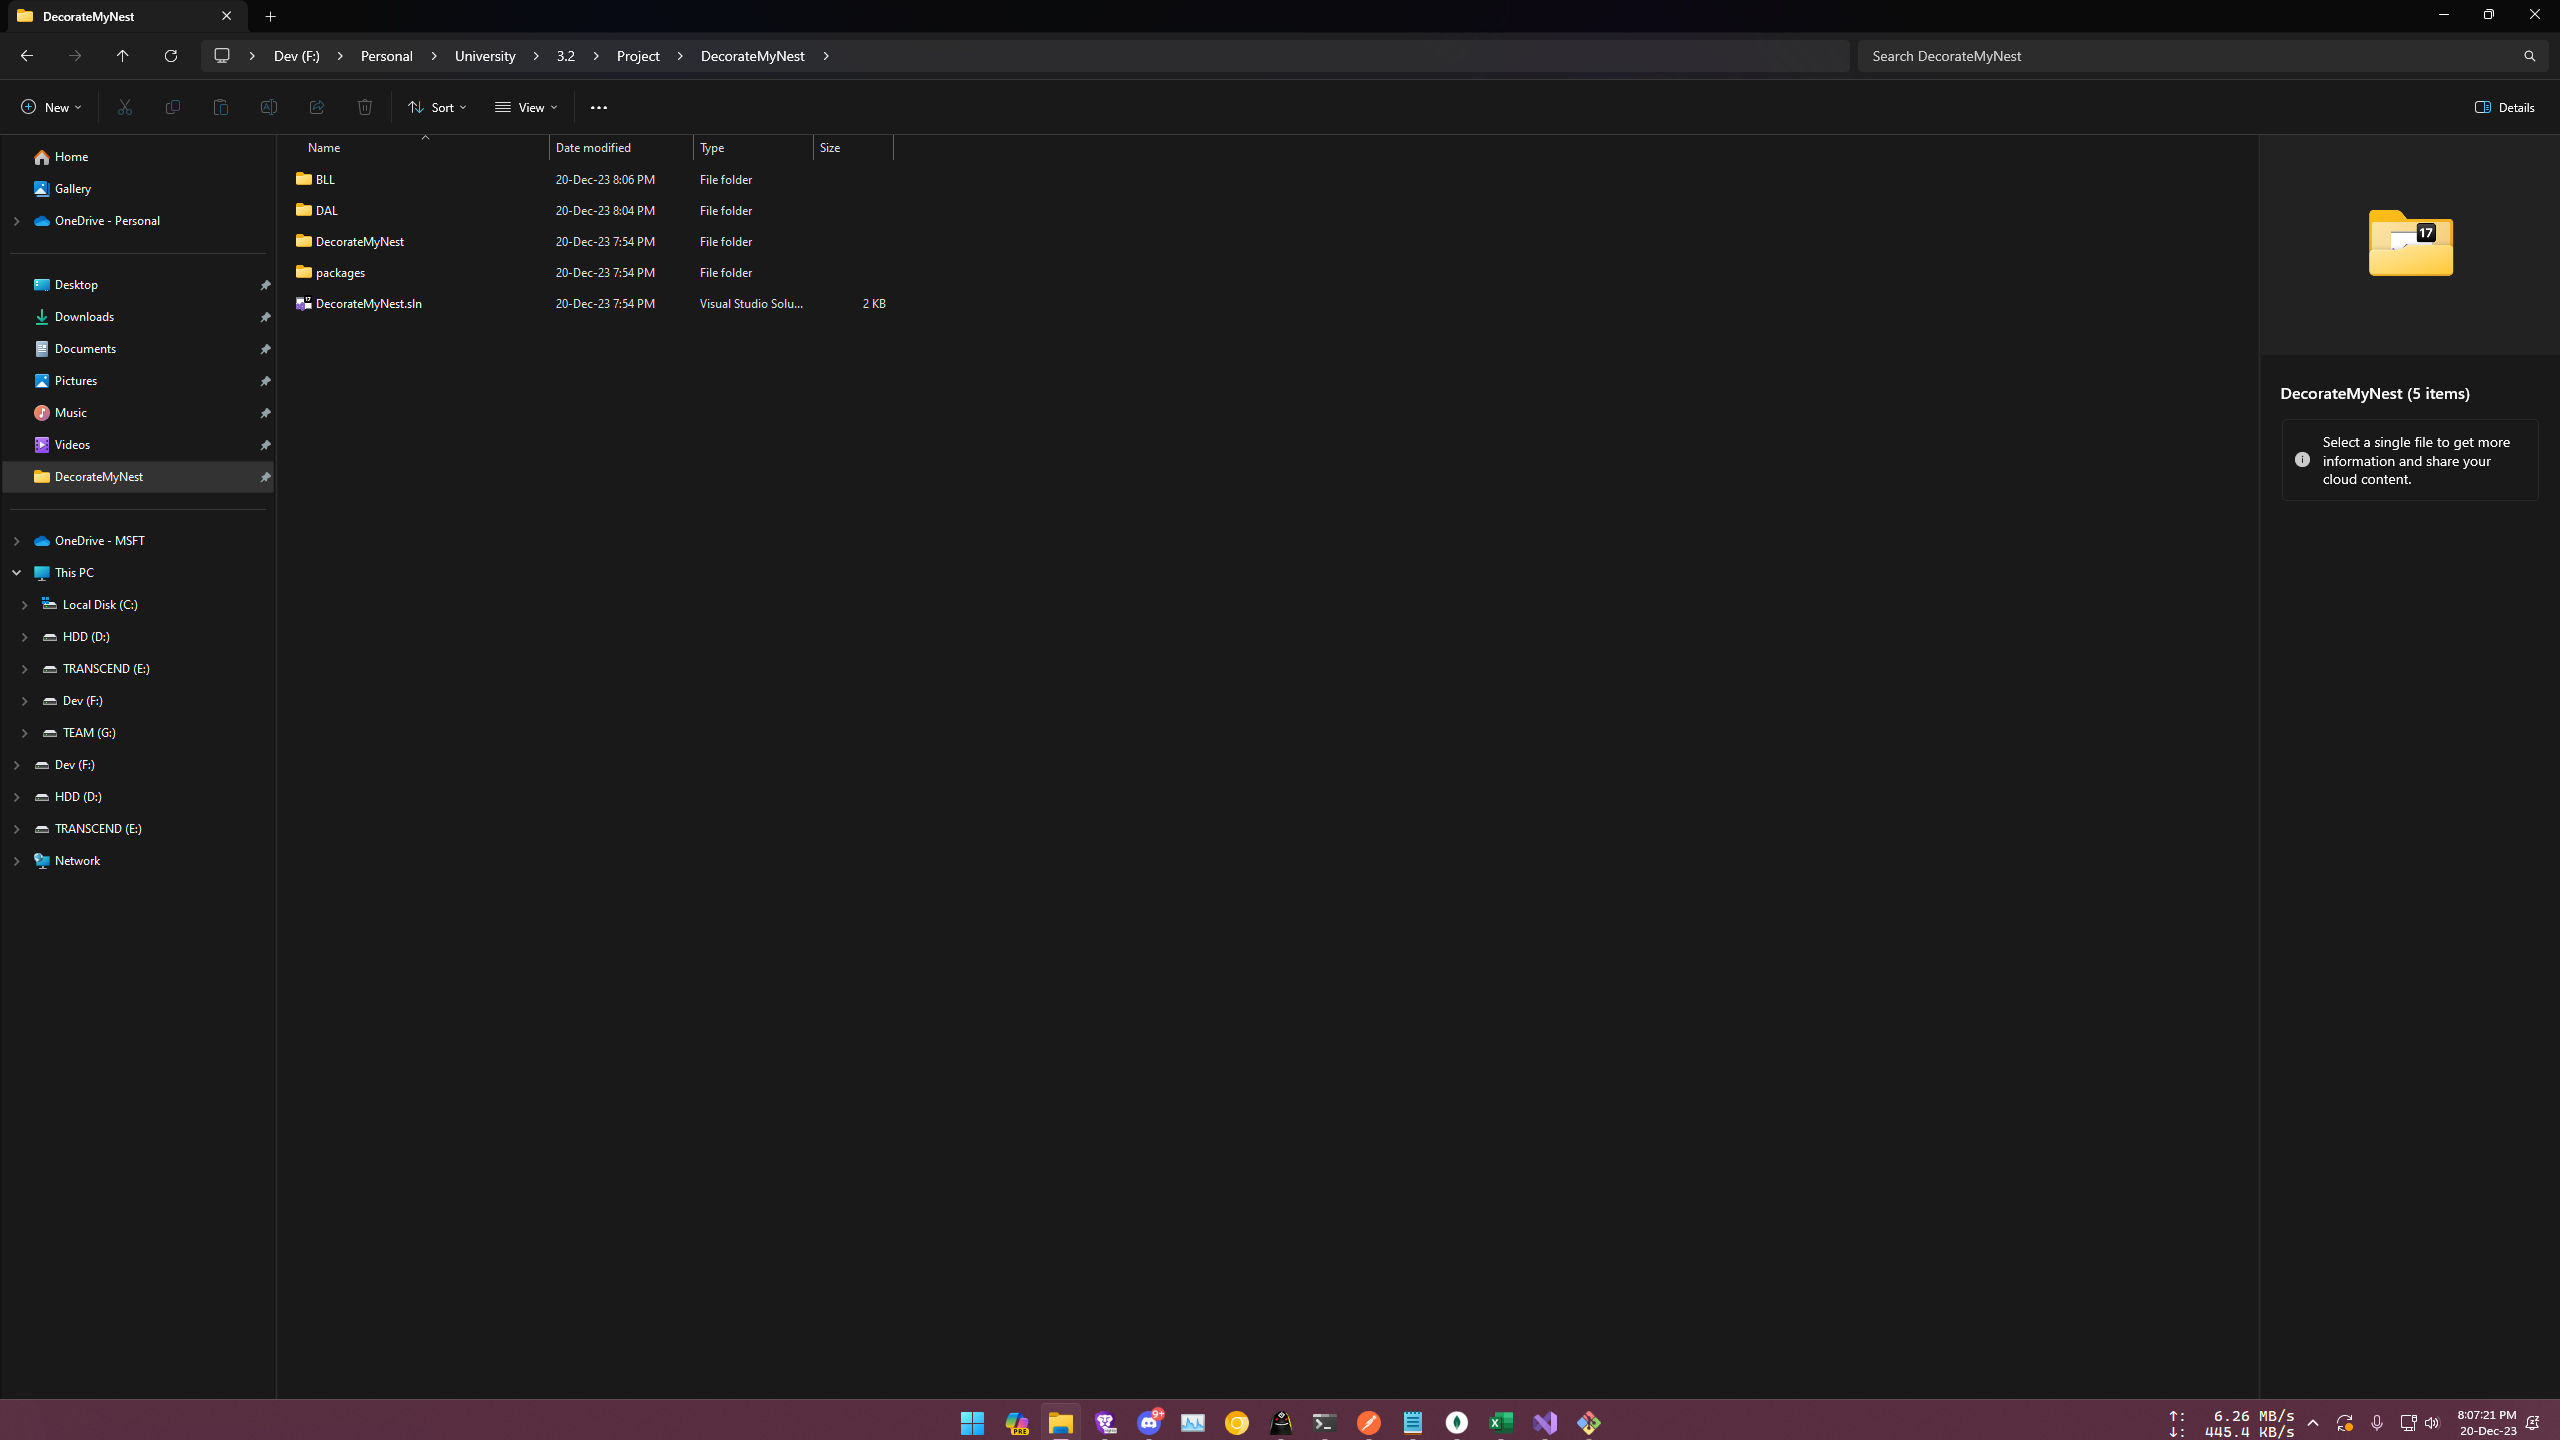 DecorateMyNest
Dev (F:) Personal University 3.2 Project DecorateMyNest
Search DecorateMyNest
New Sort View Details
Home
Gallery
OneDrive - Personal
Desktop
Downloads
Documents
Pictures
Music
Videos
DecorateMyNest
OneDrive - MSFT
This PC
Local Disk (C:)
HDD (D:)
TRANSCEND (E:)
Dev (F:)
TEAM (G:)
Dev (F:)
HDD (D:)
TRANSCEND (E:)
Network
Name Date modified Type Size
BLL 20-Dec-23 8:06 PM File folder
DAL 20-Dec-23 8:04 PM File folder
DecorateMyNest 20-Dec-23 7:54 PM File folder
packages 20-Dec-23 7:54 PM File folder
DecorateMyNest.sln 20-Dec-23 7:54 PM Visual Studio Solu... 2 KB
17
DecorateMyNest (5 items)
Select a single file to get more
information and share your
cloud content.
PRE
9+
↑: 6.26 MB/s
↓: 445.4 KB/s
8:07:21 PM
20-Dec-23